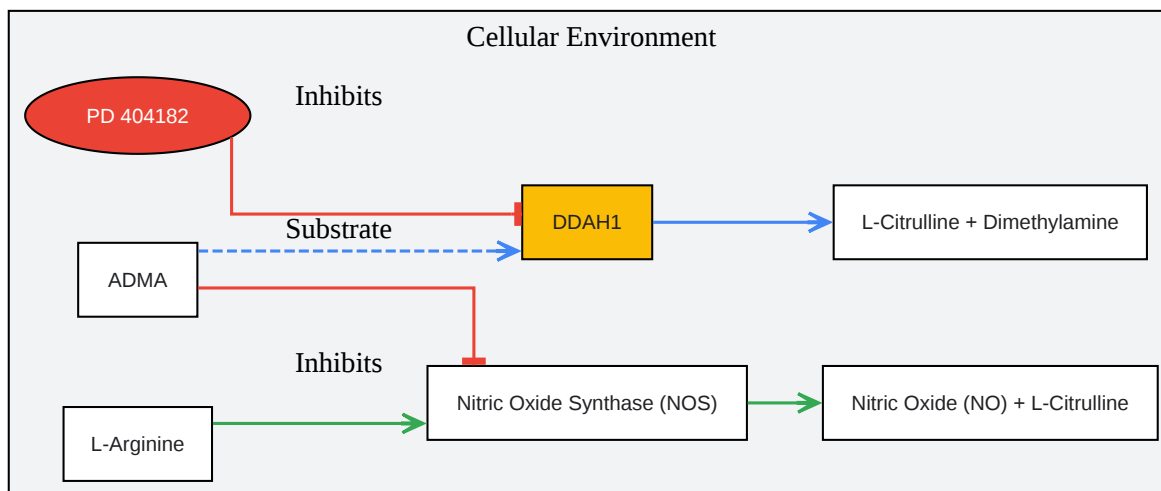 Cellular Environment
Inhibits
PD 404182
DDAH1
L-Citrulline + Dimethylamine
Substrate
ADMA
Inhibits
Nitric Oxide Synthase (NOS)
Nitric Oxide (NO) + L-Citrulline
L-Arginine